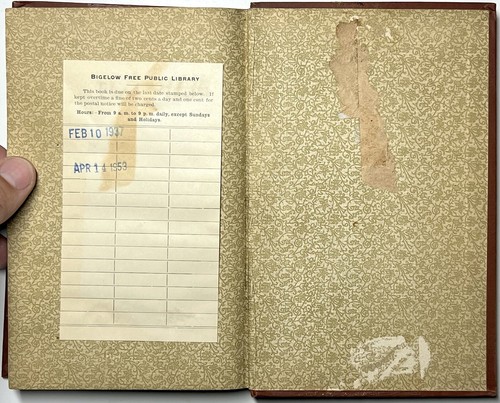 BIGELOW FREE PUBLIC LIBRARY
This book is due on the last date stamped below. If
kept overtime a fine of two cents a day and one cent for
the postal notice will be charged.
Hours:—From 9 a. m. to 9 p. m. daily, except Sundays
and Holidays.
FEB 10 1937
APR 14 1953